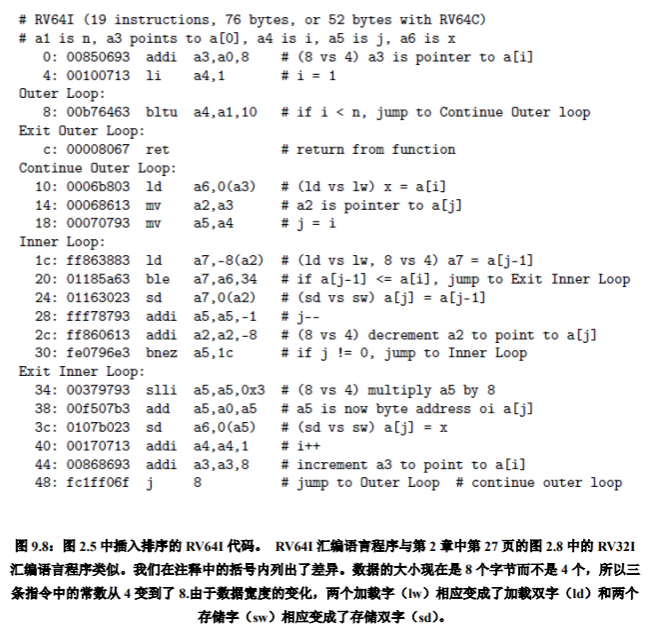 # RV64I (19 instructions, 76 bytes, or 52 bytes with RV64C)
# a1 is n, a3 points to a[0], a4 is i, a5 is j, a6 is x
0: 00850693 addi a3,a0,8 # (8 vs 4) a3 is pointer to a[i]
4: 00100713 li a4,1 # i = 1
Outer Loop:
8: 00b76463 bltu a4,a1,10 # if i < n, jump to Continue Outer loop
Exit Outer Loop:
c: 00008067 ret # return from function
Continue Outer Loop:
10: 0006b803 ld a6,0(a3) # (ld vs lw) x = a[i]
14: 00068613 mv a2,a3 # a2 is pointer to a[j]
18: 00070793 mv a5,a4 # j = i
Inner Loop:
1c: ff863883 ld a7,-8(a2) # (ld vs lw, 8 vs 4) a7 = a[j-1]
20: 01185a63 ble a7,a6,34 # if a[j-1] <= a[i], jump to Exit Inner Loop
24: 01163023 sd a7,0(a2) # (sd vs sw) a[j] = a[j-1]
28: fff78793 addi a5,a5,-1 # j--
2c: ff860613 addi a2,a2,-8 # (8 vs 4) decrement a2 to point to a[j]
30: fe0796e3 bnez a5,1c # if j != 0, jump to Inner Loop
Exit Inner Loop:
34: 00379793 slli a5,a5,0x3 # (8 vs 4) multiply a5 by 8
38: 00f507b3 add a5,a0,a5 # a5 is now byte address oi a[j]
3c: 0107b023 sd a6,0(a5) # (sd vs sw) a[j] = x
40: 00170713 addi a4,a4,1 # i++
44: 00868693 addi a3,a3,8 # increment a3 to point to a[i]
48: fc1ff06f j 8 # jump to Outer Loop # continue outer loop
图 9.8：图 2.5 中插入排序的 RV64I 代码。 RV64I 汇编语言程序与第 2 章中第 27 页的图 2.8 中的 RV32I
汇编语言程序类似。我们在注释中的括号内列出了差异。数据的大小现在是 8 个字节而不是 4 个，所以三
条指令中的常数从 4 变到了 8.由于数据宽度的变化，两个加载字（lw）相应变成了加载双字（ld）和两个
存储字（sw）相应变成了存储双字（sd）。